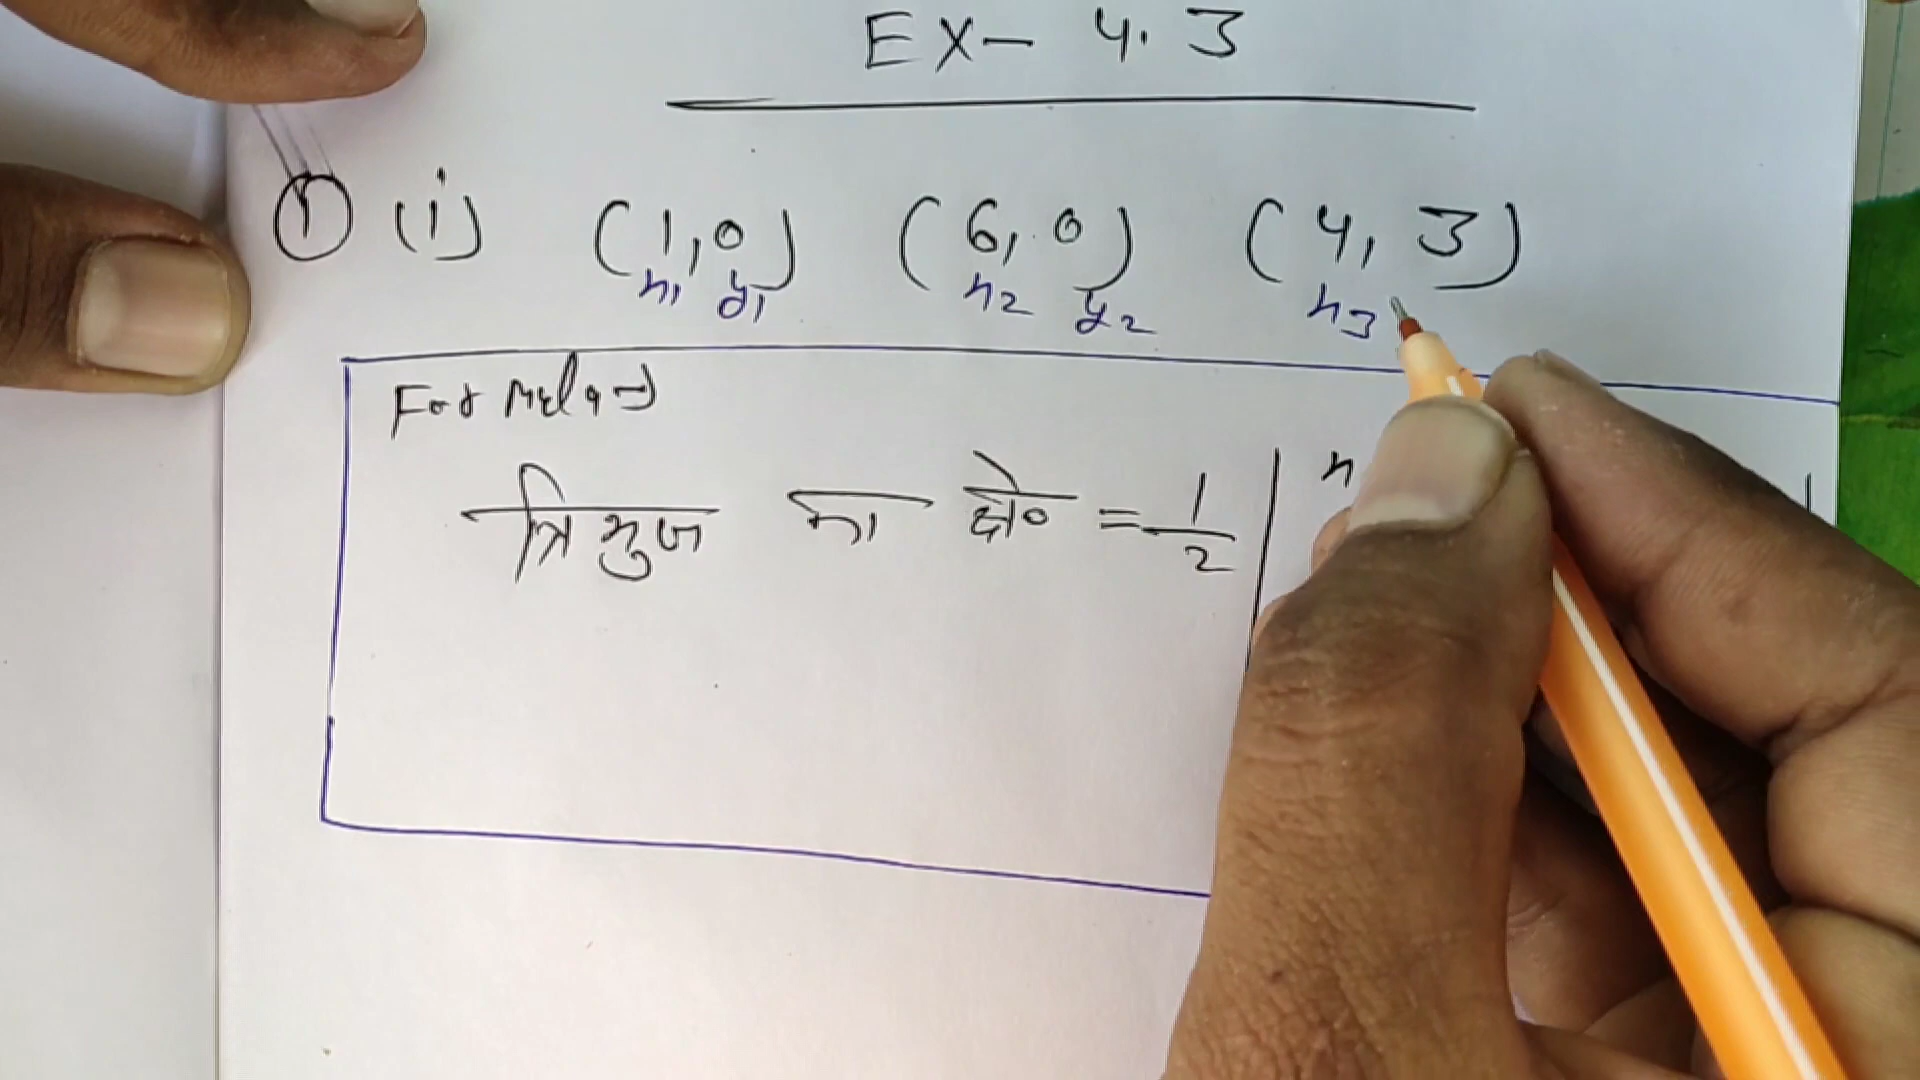 EX- 4.3
① (i) (1,0) (6,0) (4,3)
x1 y1 x2 y2 x3
Formula→
त्रिभुज का क्षे० = 1/2 | x 1